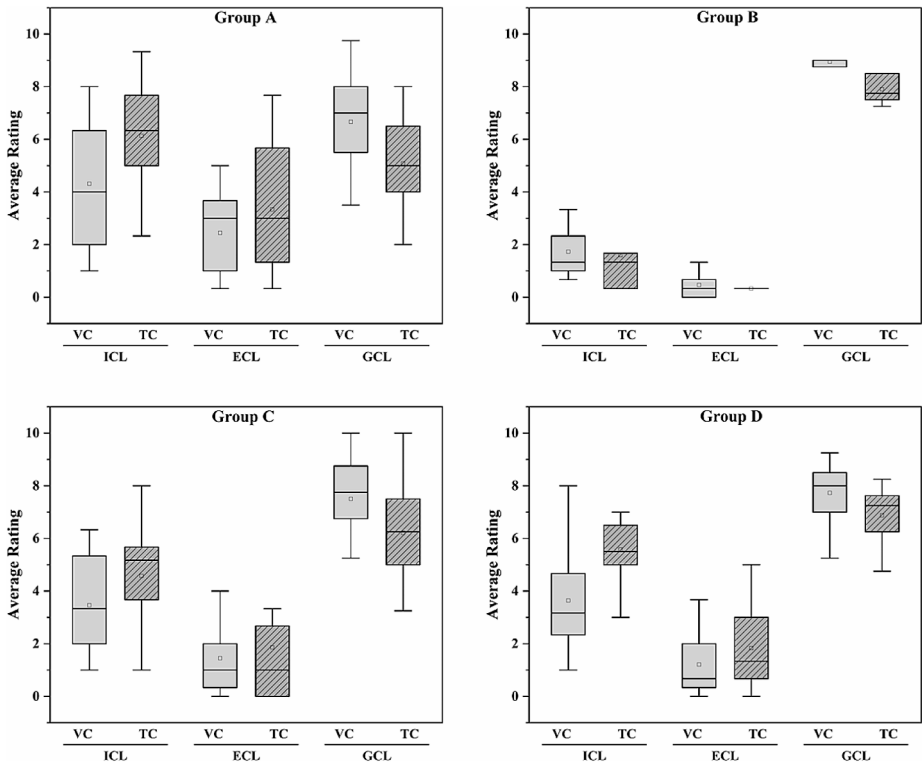 Group A
Average Rating
10
8
6
4
2
0
VC TC VC TC VC TC
ICL ECL GCL
Group B
Average Rating
10
8
6
4
2
0
VC TC VC TC VC TC
ICL ECL GCL
Group C
Average Rating
10
8
6
4
2
0
VC TC VC TC VC TC
ICL ECL GCL
Group D
Average Rating
10
8
6
4
2
0
VC TC VC TC VC TC
ICL ECL GCL